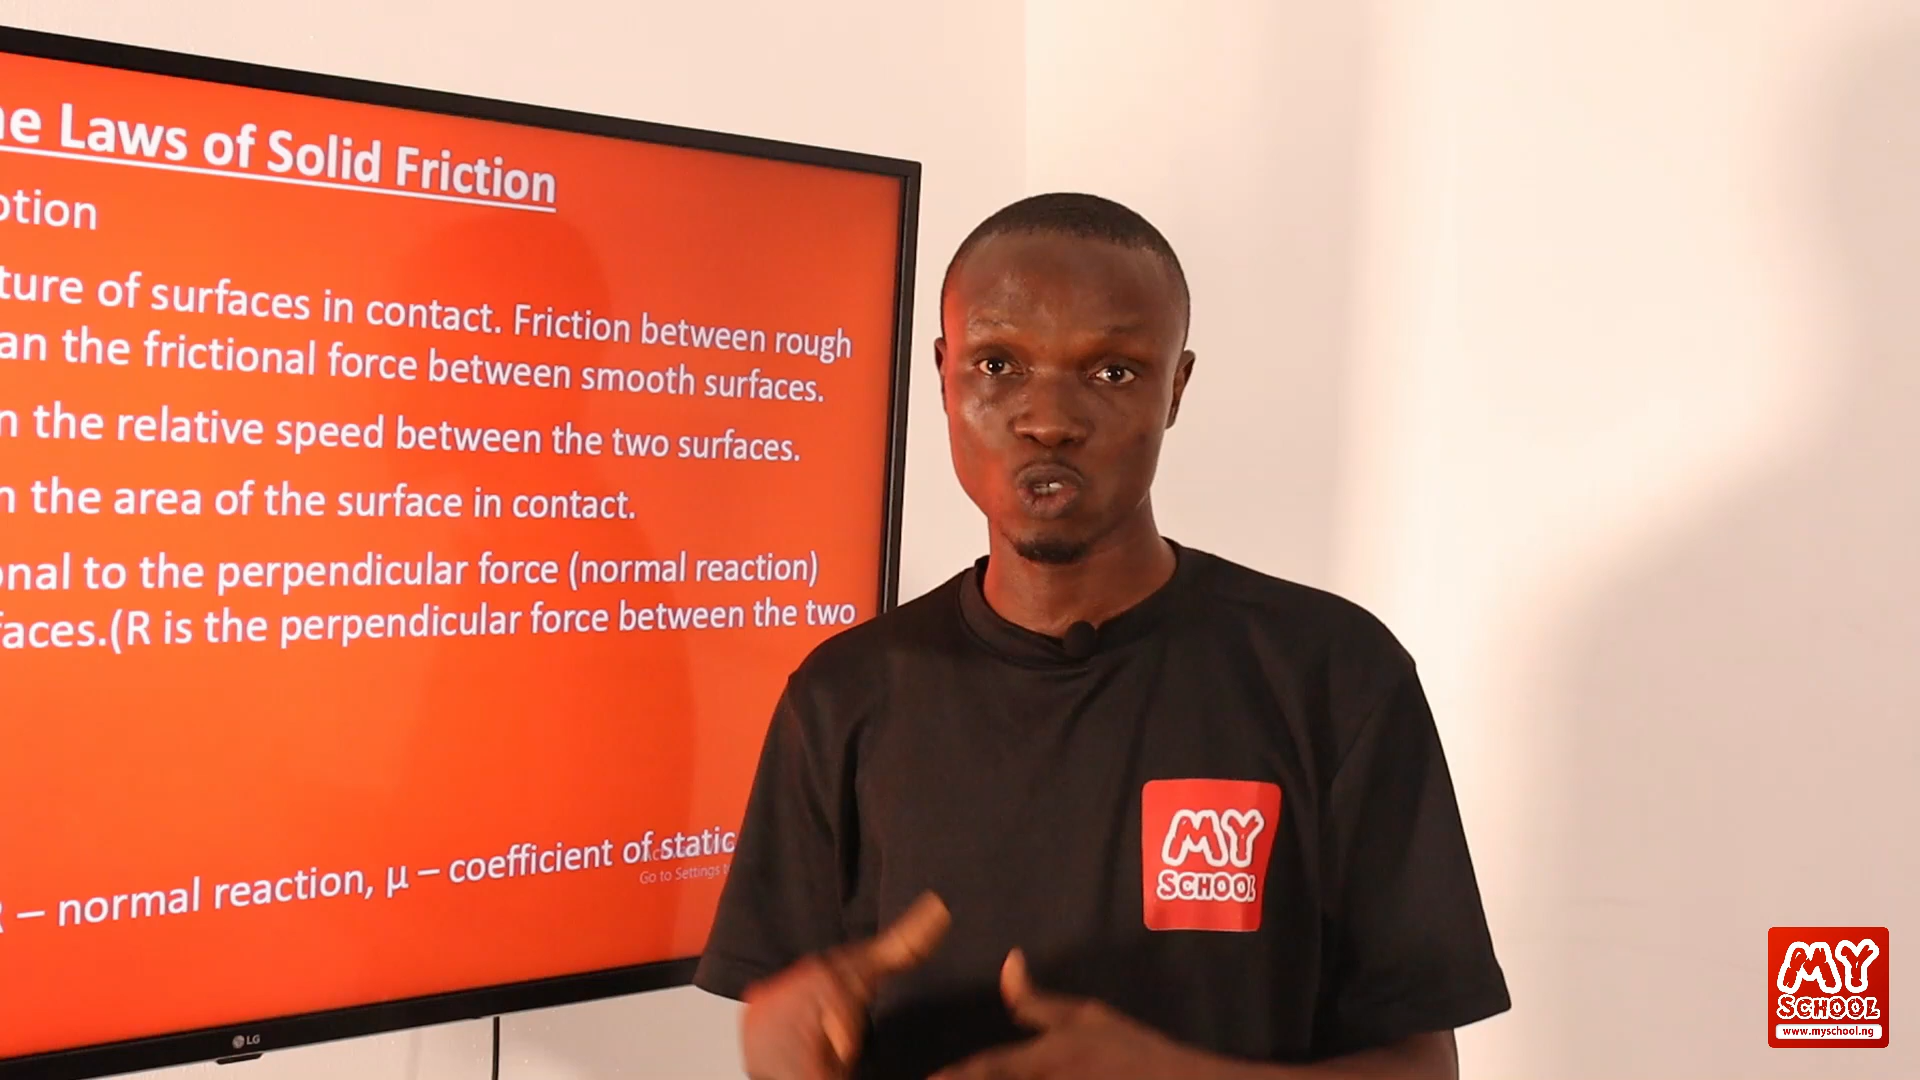 he Laws of Solid Friction
otion
ture of surfaces in contact. Friction between rough
an the frictional force between smooth surfaces.
n the relative speed between the two surfaces.
n the area of the surface in contact.
onal to the perpendicular force (normal reaction)
faces.(R is the perpendicular force between the two
R – normal reaction, μ – coefficient of static
Go to Settings
LG
MY
SCHOOL
MY
SCHOOL
www.myschool.ng